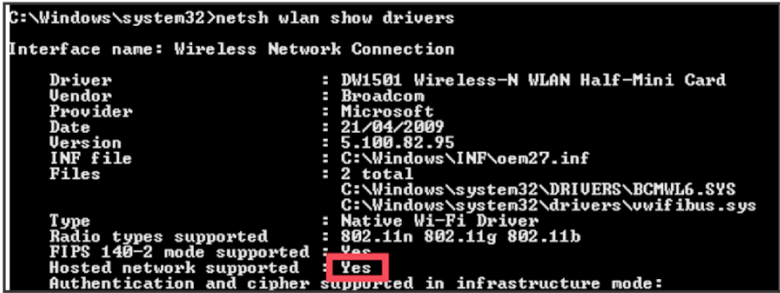 C:\Windows\system32>netsh wlan show drivers
Interface name: Wireless Network Connection
Driver : DW1501 Wireless-N WLAN Half-Mini Card
Vendor : Broadcom
Provider : Microsoft
Date : 21/04/2009
Version : 5.100.82.95
INF file : C:\Windows\INF\oem27.inf
Files : 2 total
C:\Windows\system32\DRIVERS\BCMWL6.SYS
C:\Windows\system32\drivers\vwifibus.sys
Type : Native Wi-Fi Driver
Radio types supported : 802.11n 802.11g 802.11b
FIPS 140-2 mode supported : Yes
Hosted network supported : Yes
Authentication and cipher supported in infrastructure mode: